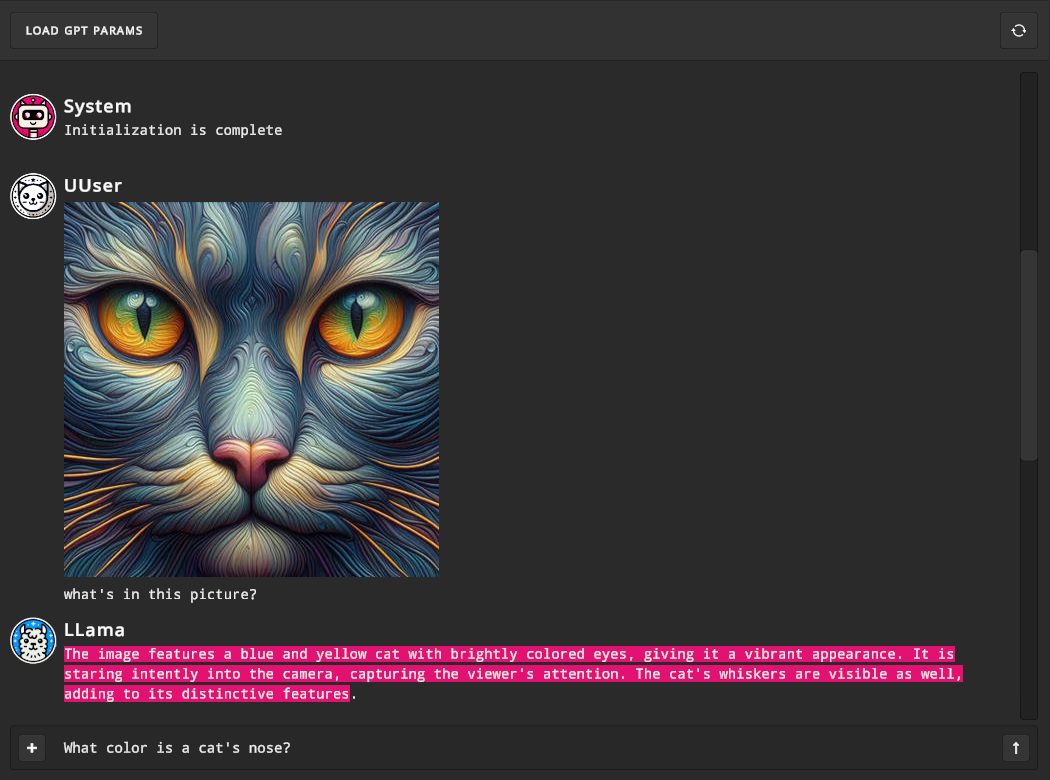 LOAD GPT PARAMS
System
Initialization is complete
UUser
what's in this picture?
LLama
The image features a blue and yellow cat with brightly colored eyes, giving it a vibrant appearance. It is
staring intently into the camera, capturing the viewer's attention. The cat's whiskers are visible as well,
adding to its distinctive features.
What color is a cat's nose?